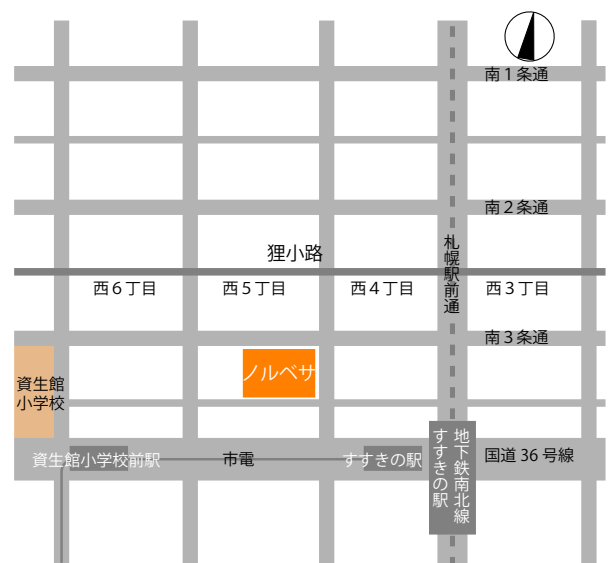 南１条通
南２条通
狸小路
札幌駅前通
西６丁目
西５丁目
西４丁目
西３丁目
南３条通
ノルベサ
資生館
小学校
資生館小学校前駅
市電
すすきの駅
地下鉄南北線
すすきの駅
国道 36 号線